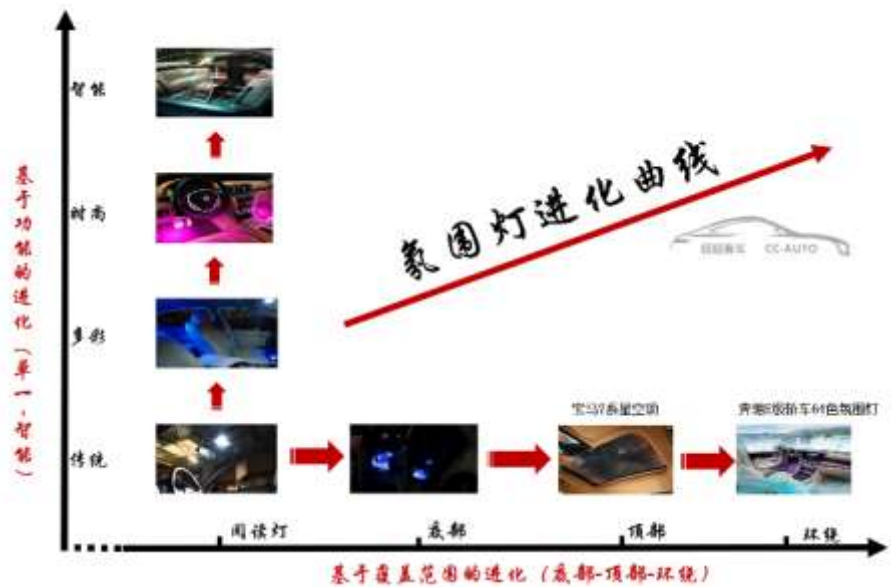 智能
时尚
多彩
传统
基于功能的进化（单一-智能）
氛围灯进化曲线
CC-AUTO
宝马7系星空顶
奔驰E级轿车64色氛围灯
阅读灯
底部
顶部
环绕
基于覆盖范围的进化（底部-顶部-环绕）